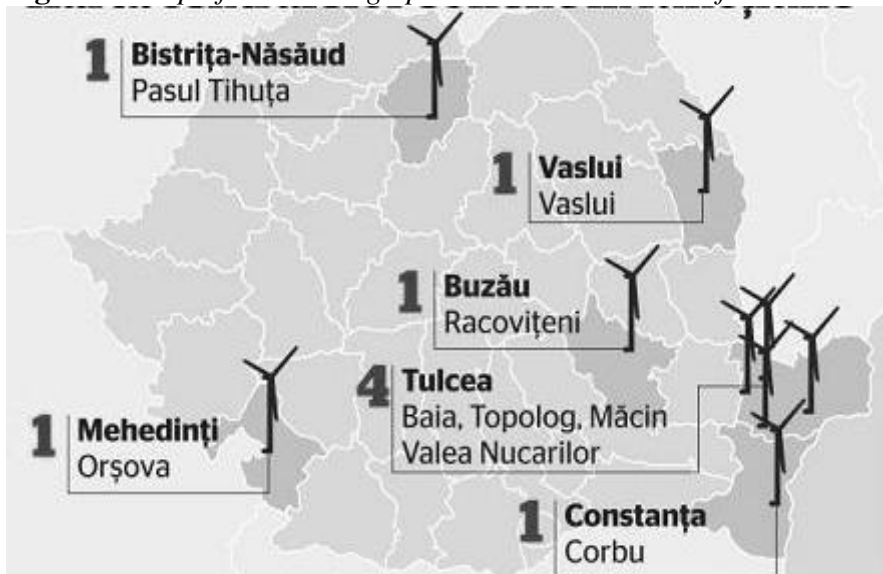 1 Bistrița-Năsăud
Pasul Tihuța
1 Vaslui
Vaslui
1 Buzău
Racovițeni
4 Tulcea
Baia, Topolog, Măcin
Valea Nucarilor
1 Mehedinți
Orșova
1 Constanța
Corbu